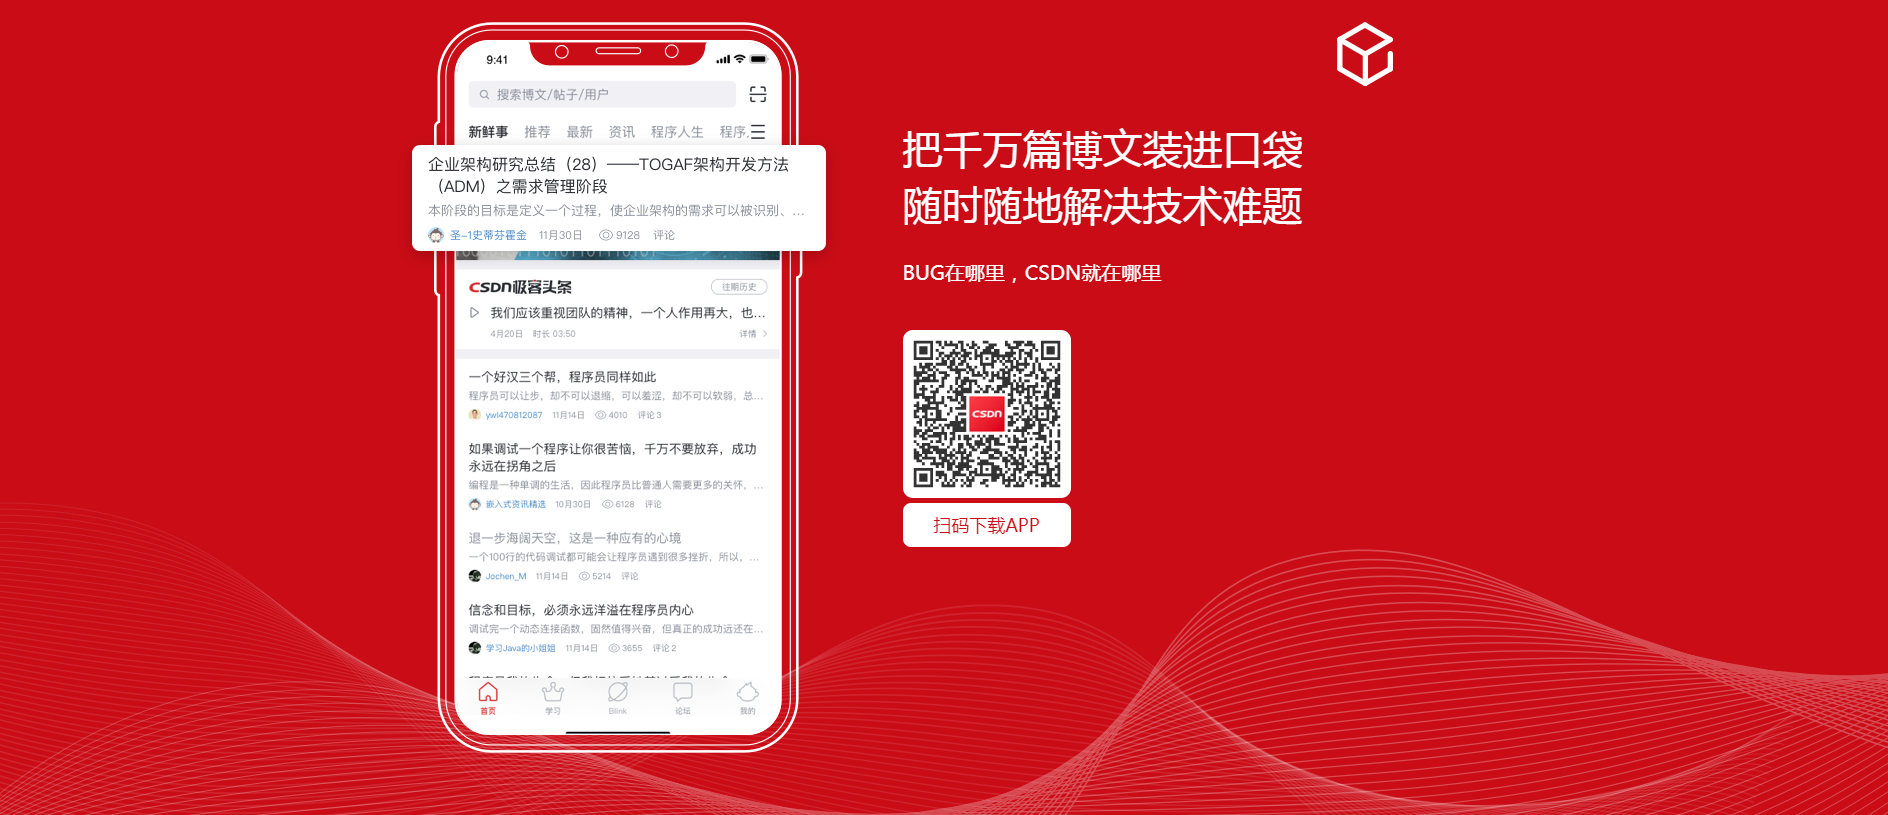 9:41
搜索博文/帖子/用户
新鲜事 推荐 最新 资讯 程序人生 程序
企业架构研究总结（28）——TOGAF架构开发方法
（ADM）之需求管理阶段
本阶段的目标是定义一个过程，使企业架构的需求可以被识别、...
圣-1史蒂芬霍金 11月30日 9128 评论
CSDN极客头条 往期历史
我们应该重视团队的精神，一个人作用再大，也...
4月20日 时长 03:50 详情
一个好汉三个帮，程序员同样如此
程序员可以让步，却不可以退缩，可以羞涩，却不可以软弱，总...
ywl470812087 11月14日 4010 评论 3
如果调试一个程序让你很苦恼，千万不要放弃，成功
永远在拐角之后
编程是一种单调的生活，因此程序员比普通人需要更多的关怀，...
嵌入式资讯精选 10月30日 6128 评论
退一步海阔天空，这是一种应有的心境
一个100行的代码调试都可能会让程序员遇到很多挫折，所以，...
Jochen_M 11月14日 5214 评论
信念和目标，必须永远洋溢在程序员内心
调试完一个动态连接函数，固然值得兴奋，但真正的成功远还在...
学习Java的小姐姐 11月14日 3655 评论 2
首页 学习 Blink 论坛 我的
把千万篇博文装进口袋
随时随地解决技术难题
BUG在哪里，CSDN就在哪里
CSDN
扫码下载APP